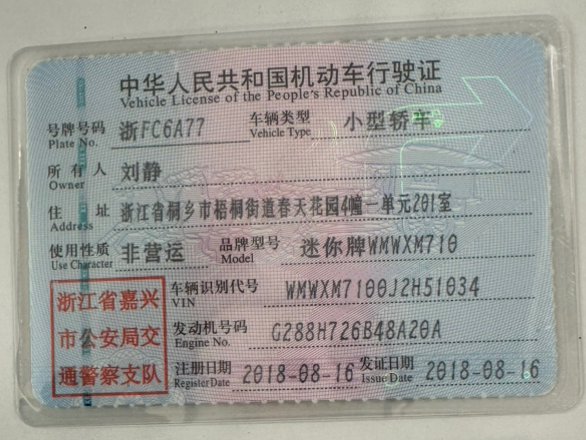 中华人民共和国机动车行驶证
Vehicle License of the People's Republic of China
号牌号码 浙FC6A77 车辆类型 小型轿车
Plate No. Vehicle Type
所有人 刘静
Owner
住址 浙江省桐乡市梧桐街道春天花园4幢一单元201室
Address
使用性质 非营运 品牌型号 迷你牌WMWXM710
Use Character Model
浙江省嘉兴
市公安局交
通警察支队
车辆识别代号 WMWXM7100J2H51034
VIN
发动机号码 G288H726B48A20A
Engine No.
注册日期 2018-08-16 发证日期 2018-08-16
Register Date Issue Date